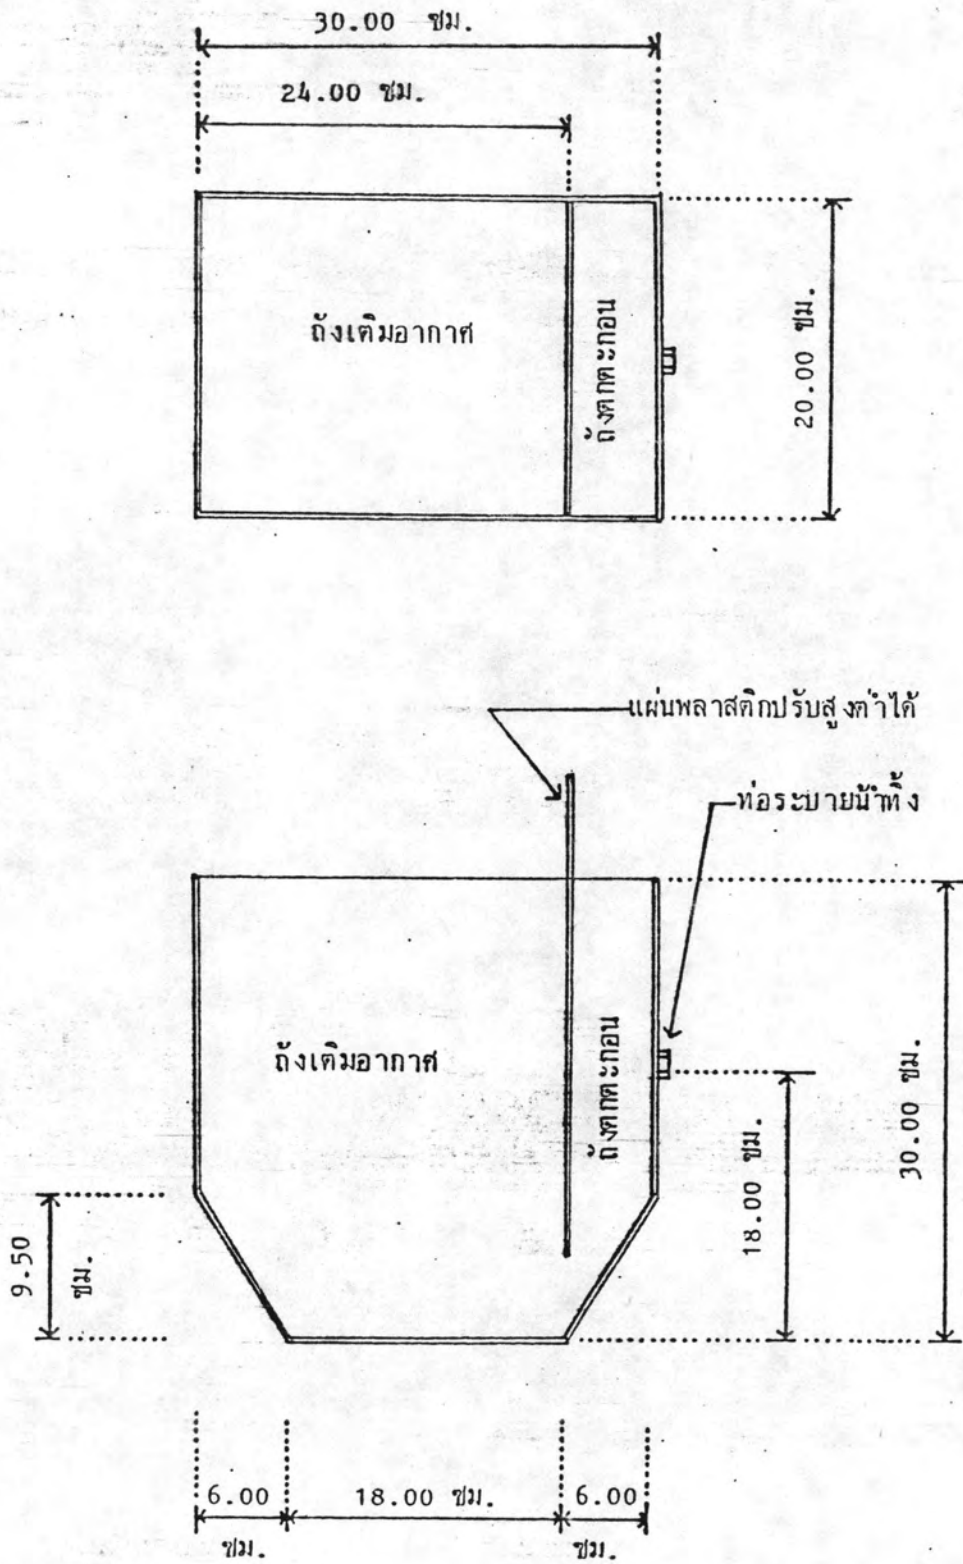 30.00 ซม.
24.00 ซม.
ถังเติมอากาศ
ถังตกตะกอน
20.00 ซม.
แผ่นพลาสติกปรับสูงต่ำได้
ท่อระบายน้ำทิ้ง
ถังเติมอากาศ
ถังตกตะกอน
18.00 ซม.
30.00 ซม.
9.50
ซม.
6.00
18.00 ซม.
6.00
ซม.
ซม.